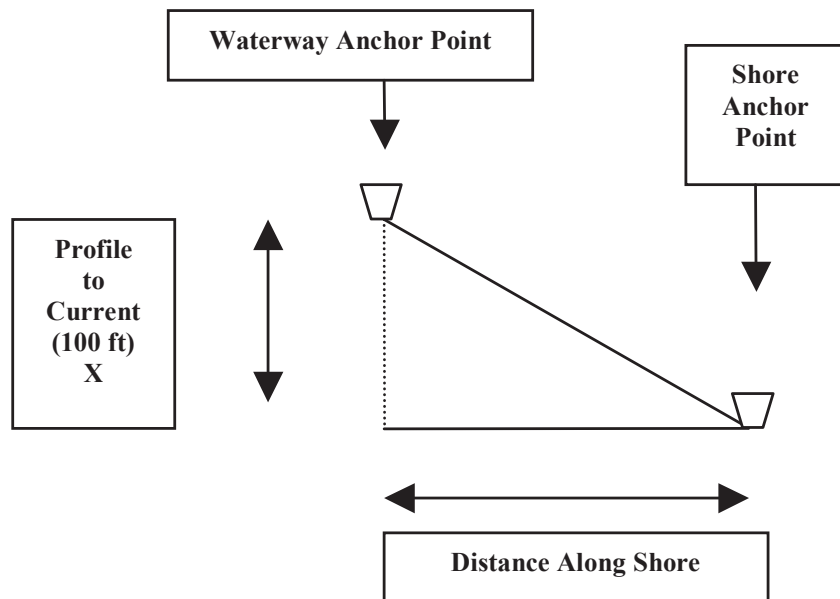 Waterway Anchor Point
Shore
Anchor
Point
Profile
to
Current
(100 ft)
X
Distance Along Shore